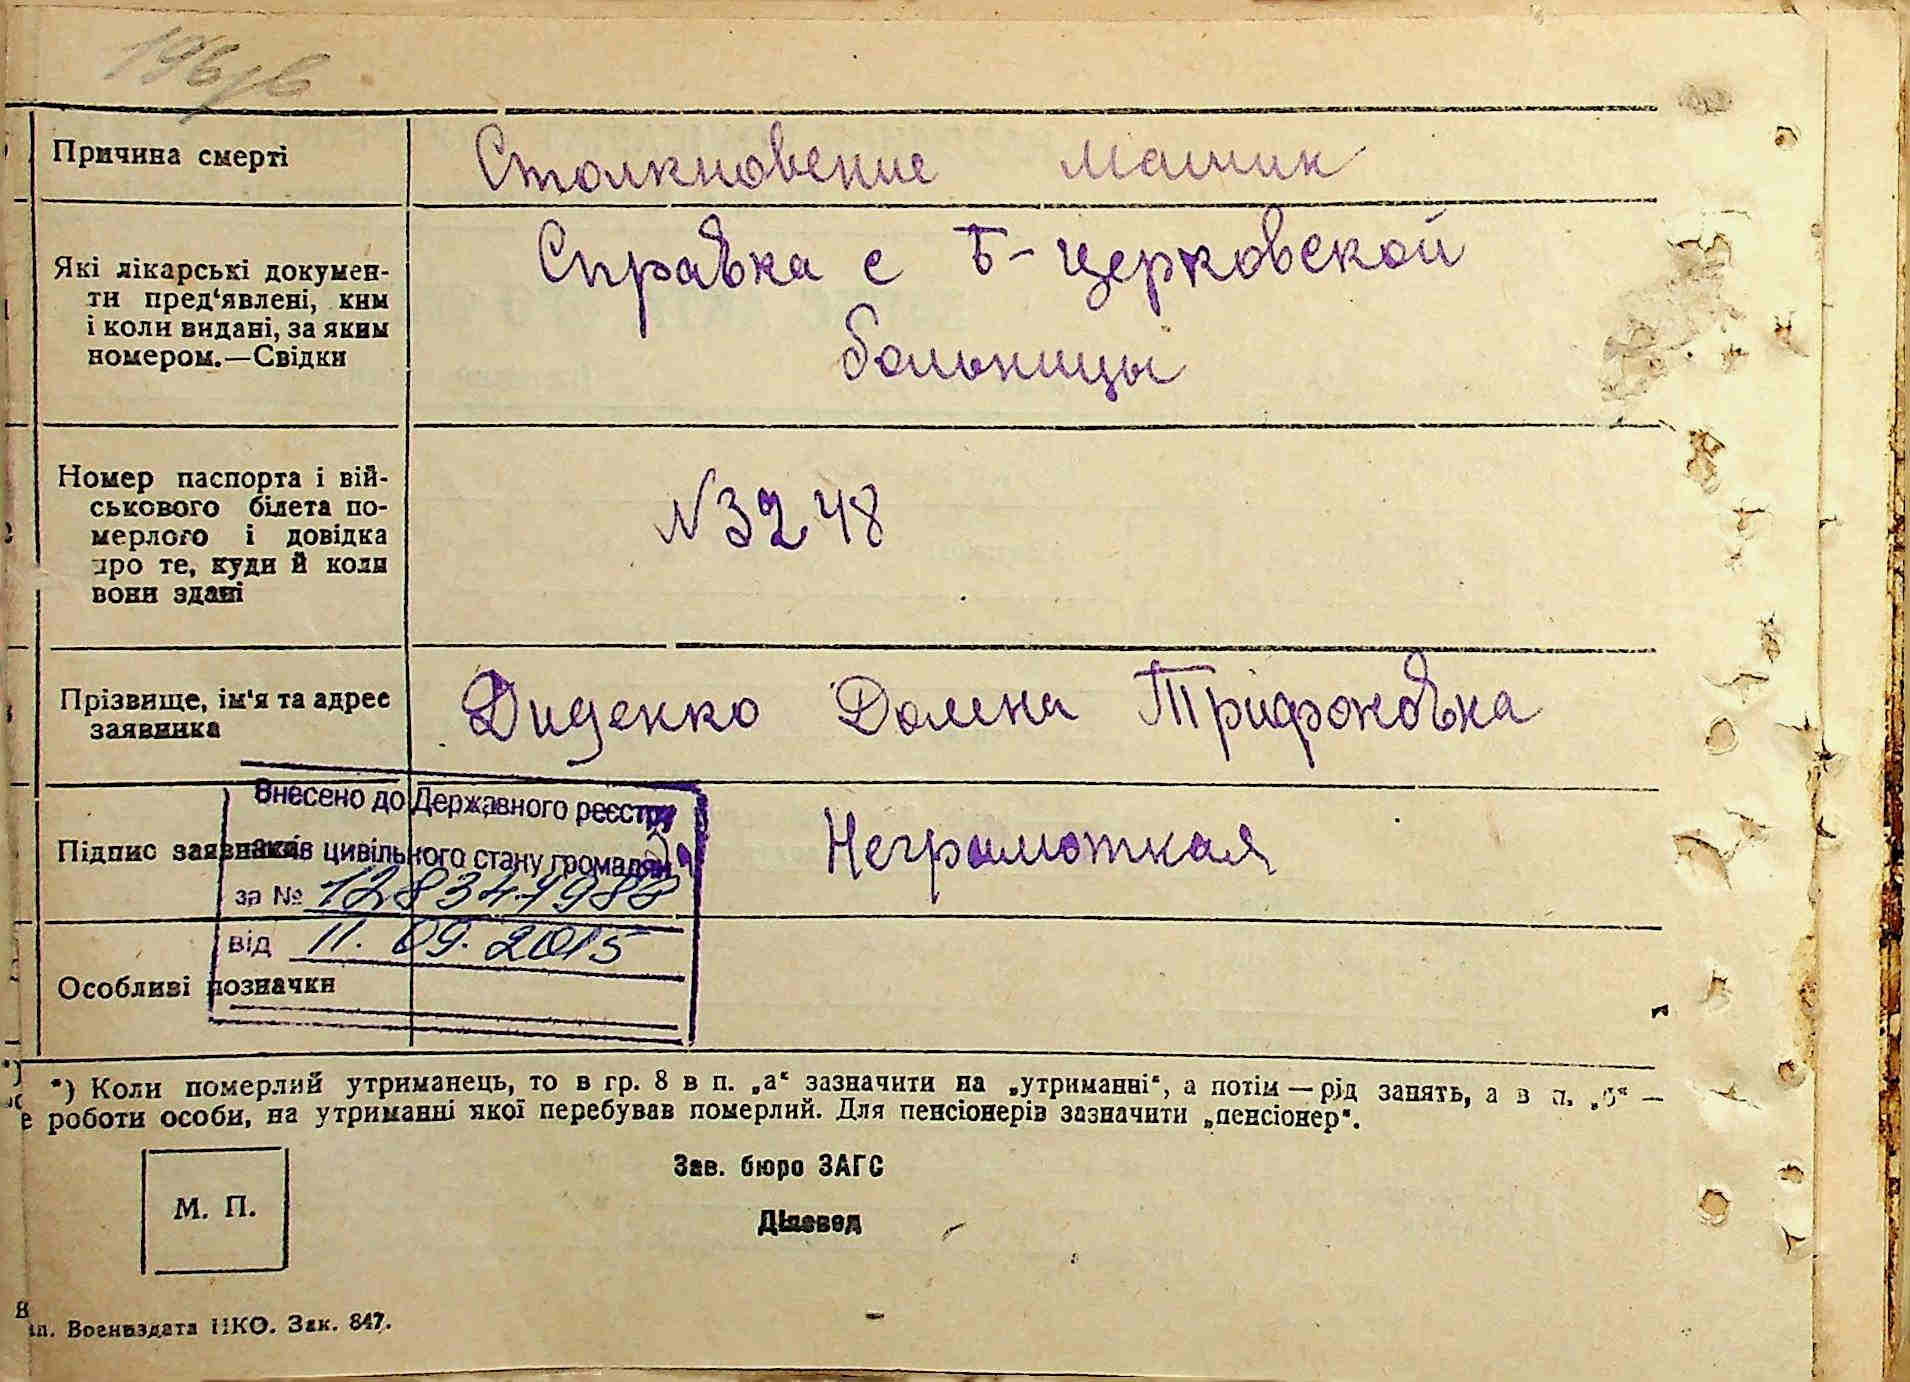 Причина смерті
Столкновение машин
Які лікарські докумен-
ти пред'явлені, ким
і коли видані, за яким
номером.—Свідки
Справка с Б-церковской
больницы
Номер паспорта і вій-
ськового білета по-
мерлого і довідка
про те, куди й коли
вони здані
№ 3248
Прізвище, ім'я та адрес
заявника
Диденко Домна Трифоновна
Підпис заявника
Неграмотная
Внесено до Державного реєстру
актів цивільного стану громадян
за №
від 11.09.2015
Особливі позначки
*) Коли померлий утриманець, то в гр. 8 в п. „а“ зазначити на „утриманні“, а потім — рід занять, а в п. „б“ —
роботи особи, на утриманні якої перебував померлий. Для пенсіонерів зазначити „пенсіонер“.
Зав. бюро ЗАГС
М. П.
Діловод
Воениздата НКО. Зак. 847.